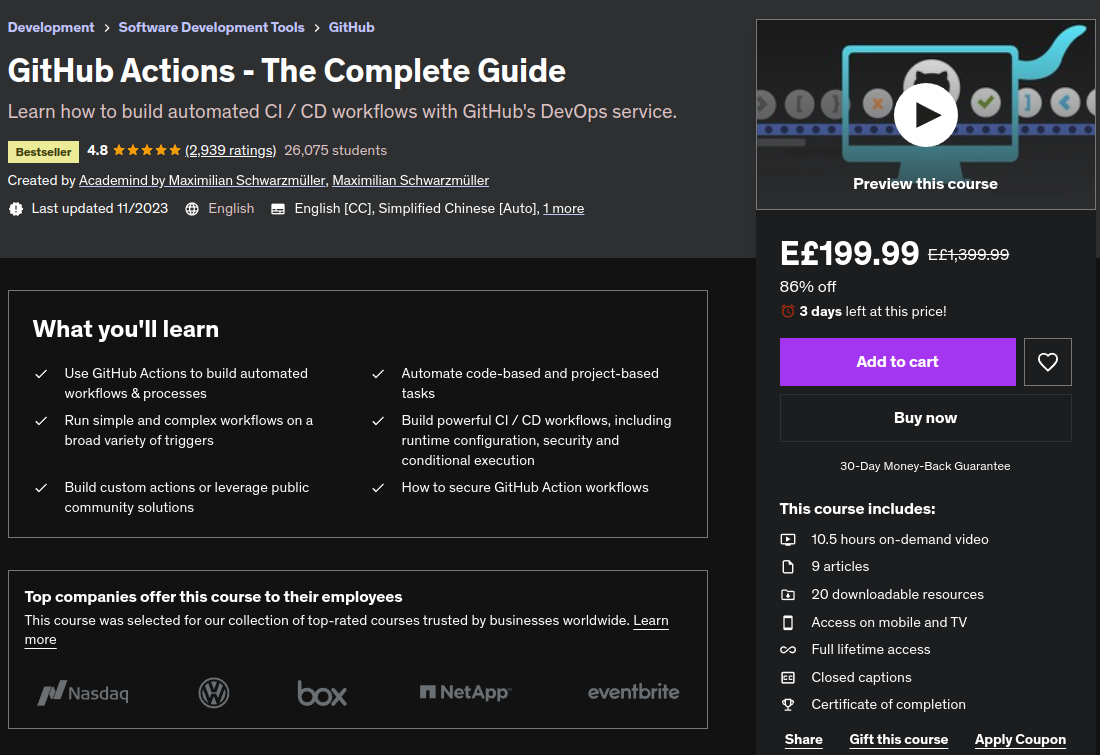 Development > Software Development Tools > GitHub
GitHub Actions - The Complete Guide
Learn how to build automated CI / CD workflows with GitHub's DevOps service.
Bestseller 4.8 (2,939 ratings) 26,075 students
Created by Academind by Maximilian Schwarzmüller, Maximilian Schwarzmüller
Last updated 11/2023 English English [CC], Simplified Chinese [Auto], 1 more
Preview this course
E£199.99 E£1,399.99
86% off
3 days left at this price!
Add to cart
Buy now
30-Day Money-Back Guarantee
This course includes:
10.5 hours on-demand video
9 articles
20 downloadable resources
Access on mobile and TV
Full lifetime access
Closed captions
Certificate of completion
Share Gift this course Apply Coupon
What you'll learn
Use GitHub Actions to build automated
workflows & processes
Automate code-based and project-based
tasks
Run simple and complex workflows on a
broad variety of triggers
Build powerful CI / CD workflows, including
runtime configuration, security and
conditional execution
Build custom actions or leverage public
community solutions
How to secure GitHub Action workflows
Top companies offer this course to their employees
This course was selected for our collection of top-rated courses trusted by businesses worldwide. Learn
more
Nasdaq box NetApp eventbrite